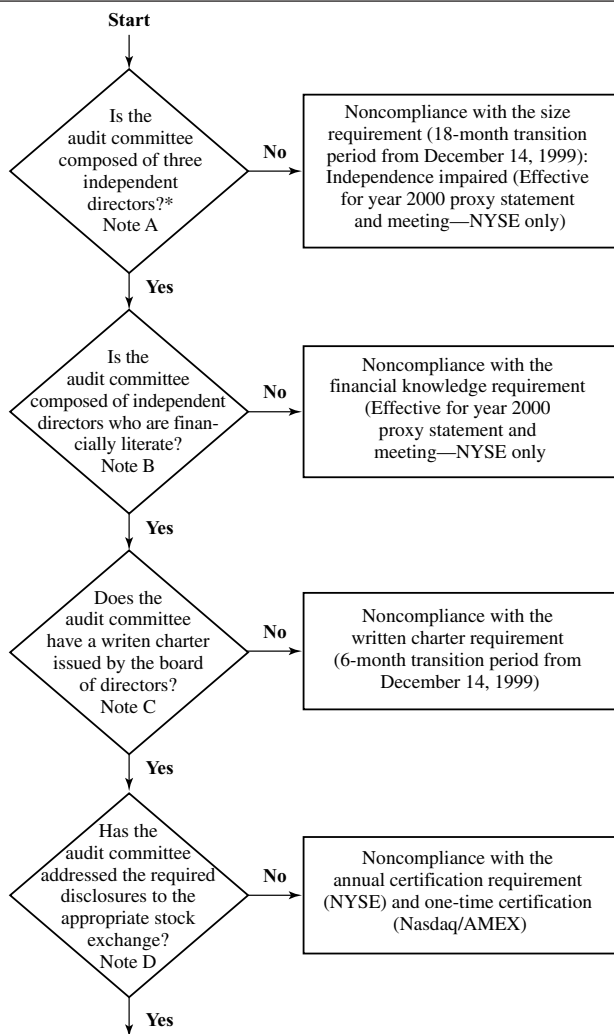 Start
Is the
audit committee
composed of three
independent
directors?*
Note A
No
Noncompliance with the size
requirement (18-month transition
period from December 14, 1999):
Independence impaired (Effective
for year 2000 proxy statement
and meeting—NYSE only)
Yes
Is the
audit committee
composed of independent
directors who are finan-
cially literate?
Note B
No
Noncompliance with the
financial knowledge requirement
(Effective for year 2000
proxy statement and
meeting—NYSE only
Yes
Does the
audit committee
have a writen charter
issued by the board
of directors?
Note C
No
Noncompliance with the
written charter requirement
(6-month transition period from
December 14, 1999)
Yes
Has the
audit committee
addressed the required
disclosures to the
appropriate stock
exchange?
Note D
No
Noncompliance with the
annual certification requirement
(NYSE) and one-time certification
(Nasdaq/AMEX)
Yes